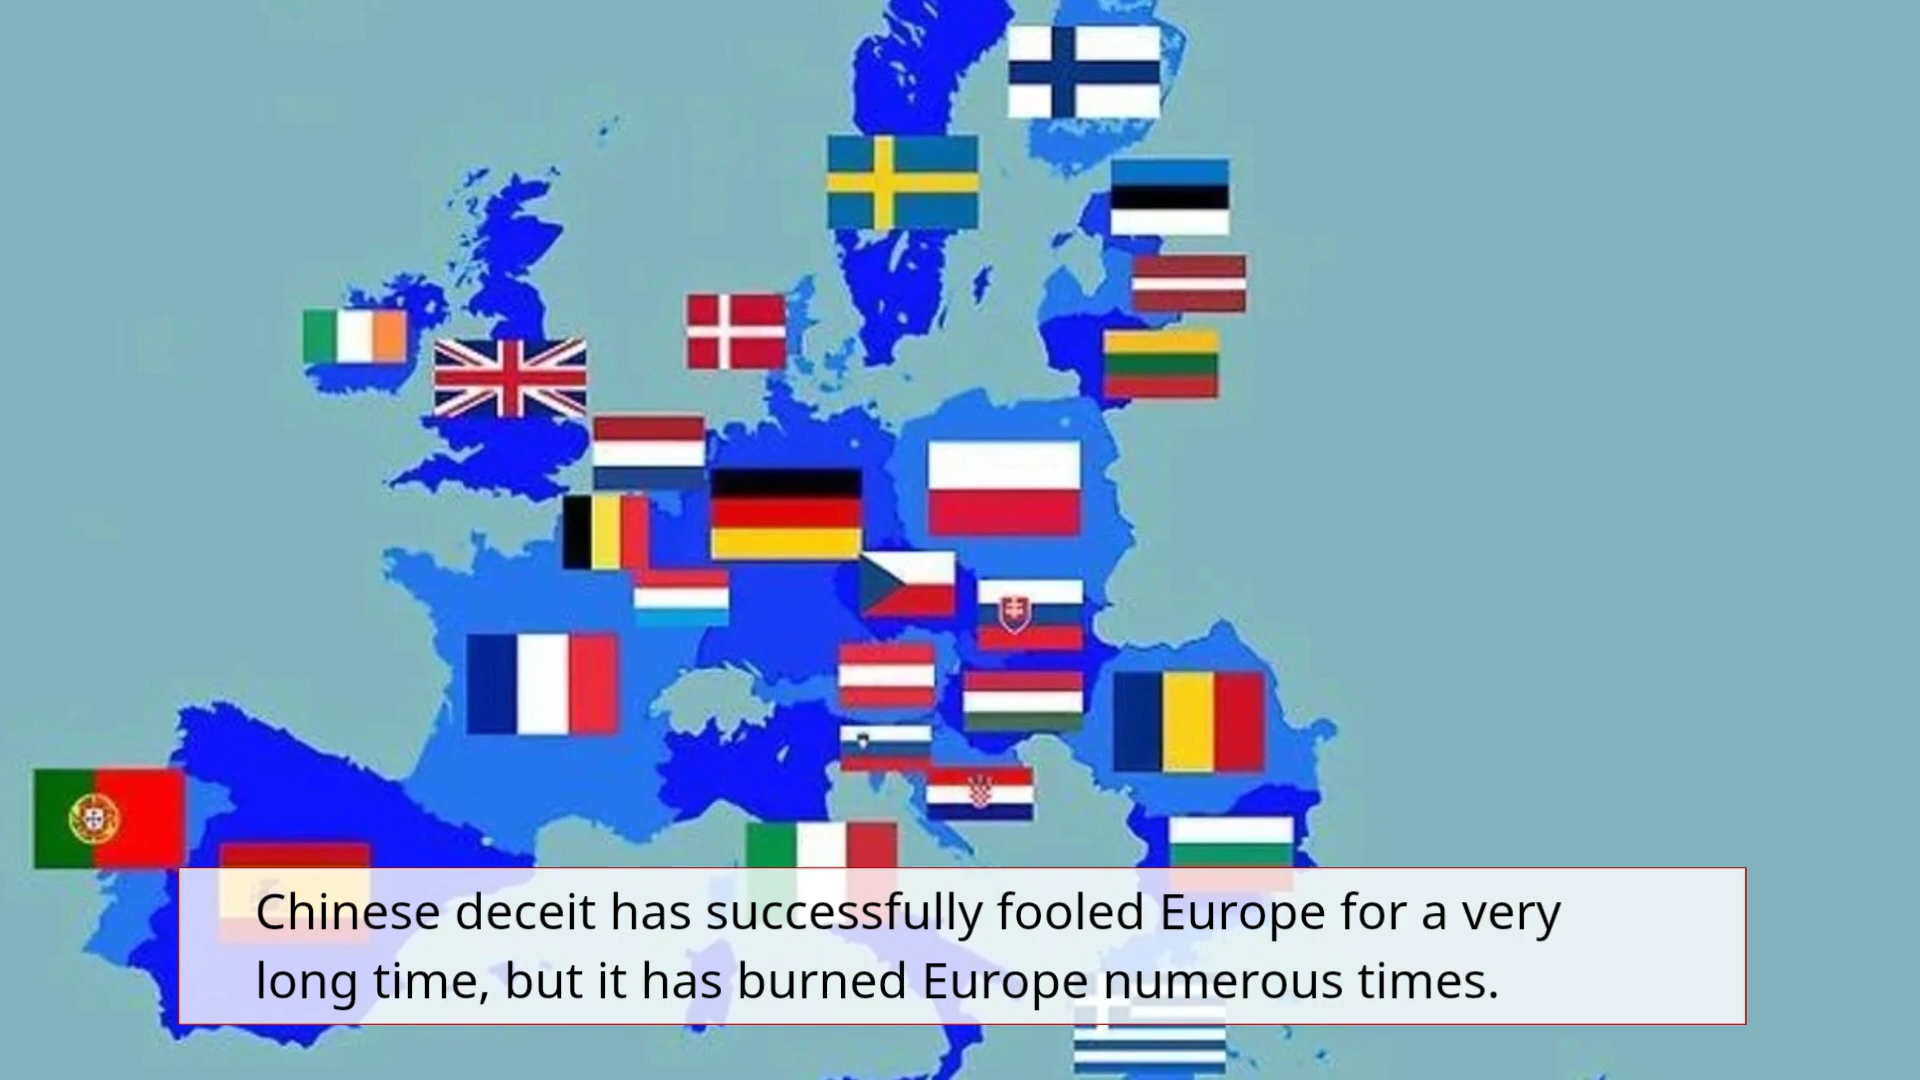 Chinese deceit has successfully fooled Europe for a very
long time, but it has burned Europe numerous times.